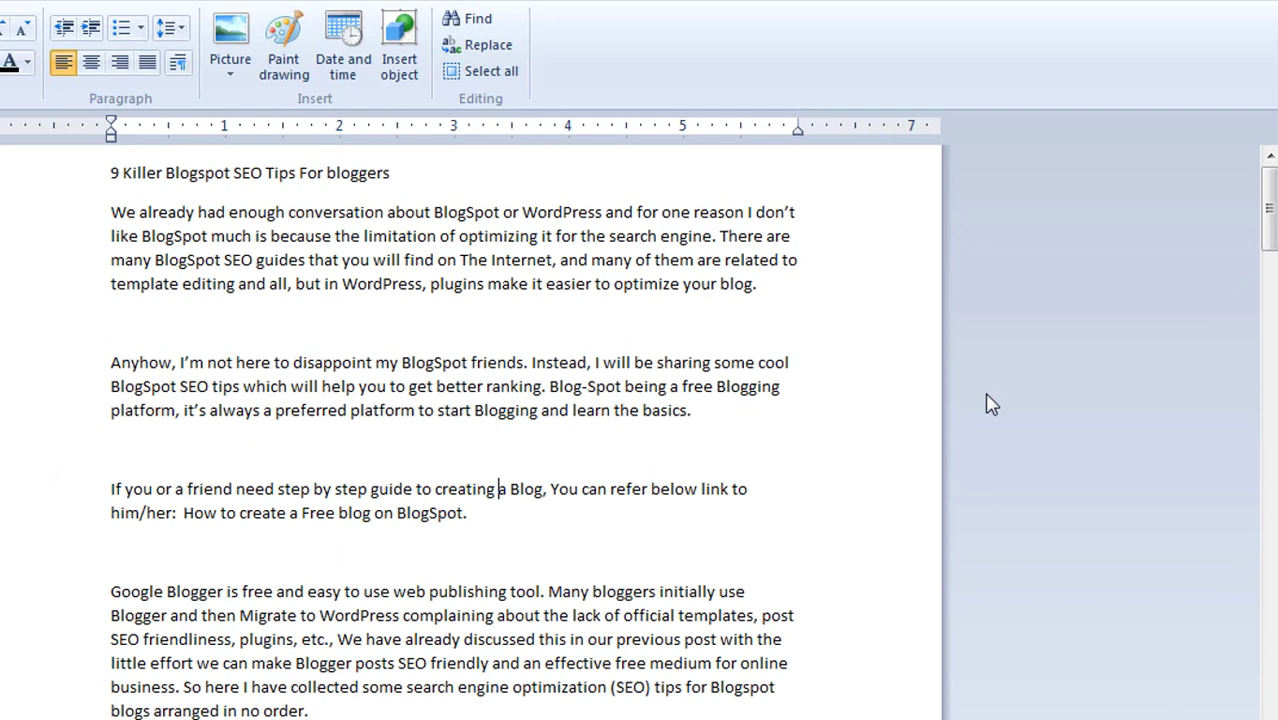 Find
Replace
Select all
Picture
Paint drawing
Date and time
Insert object
A
A
Paragraph
Insert
Editing
1 2 3 4 5 7
9 Killer Blogspot SEO Tips For bloggers
We already had enough conversation about BlogSpot or WordPress and for one reason I don’t
like BlogSpot much is because the limitation of optimizing it for the search engine. There are
many BlogSpot SEO guides that you will find on The Internet, and many of them are related to
template editing and all, but in WordPress, plugins make it easier to optimize your blog.
Anyhow, I’m not here to disappoint my BlogSpot friends. Instead, I will be sharing some cool
BlogSpot SEO tips which will help you to get better ranking. Blog-Spot being a free Blogging
platform, it’s always a preferred platform to start Blogging and learn the basics.
If you or a friend need step by step guide to creating a Blog, You can refer below link to
him/her:  How to create a Free blog on BlogSpot.
Google Blogger is free and easy to use web publishing tool. Many bloggers initially use
Blogger and then Migrate to WordPress complaining about the lack of official templates, post
SEO friendliness, plugins, etc., We have already discussed this in our previous post with the
little effort we can make Blogger posts SEO friendly and an effective free medium for online
business. So here I have collected some search engine optimization (SEO) tips for Blogspot
blogs arranged in no order.